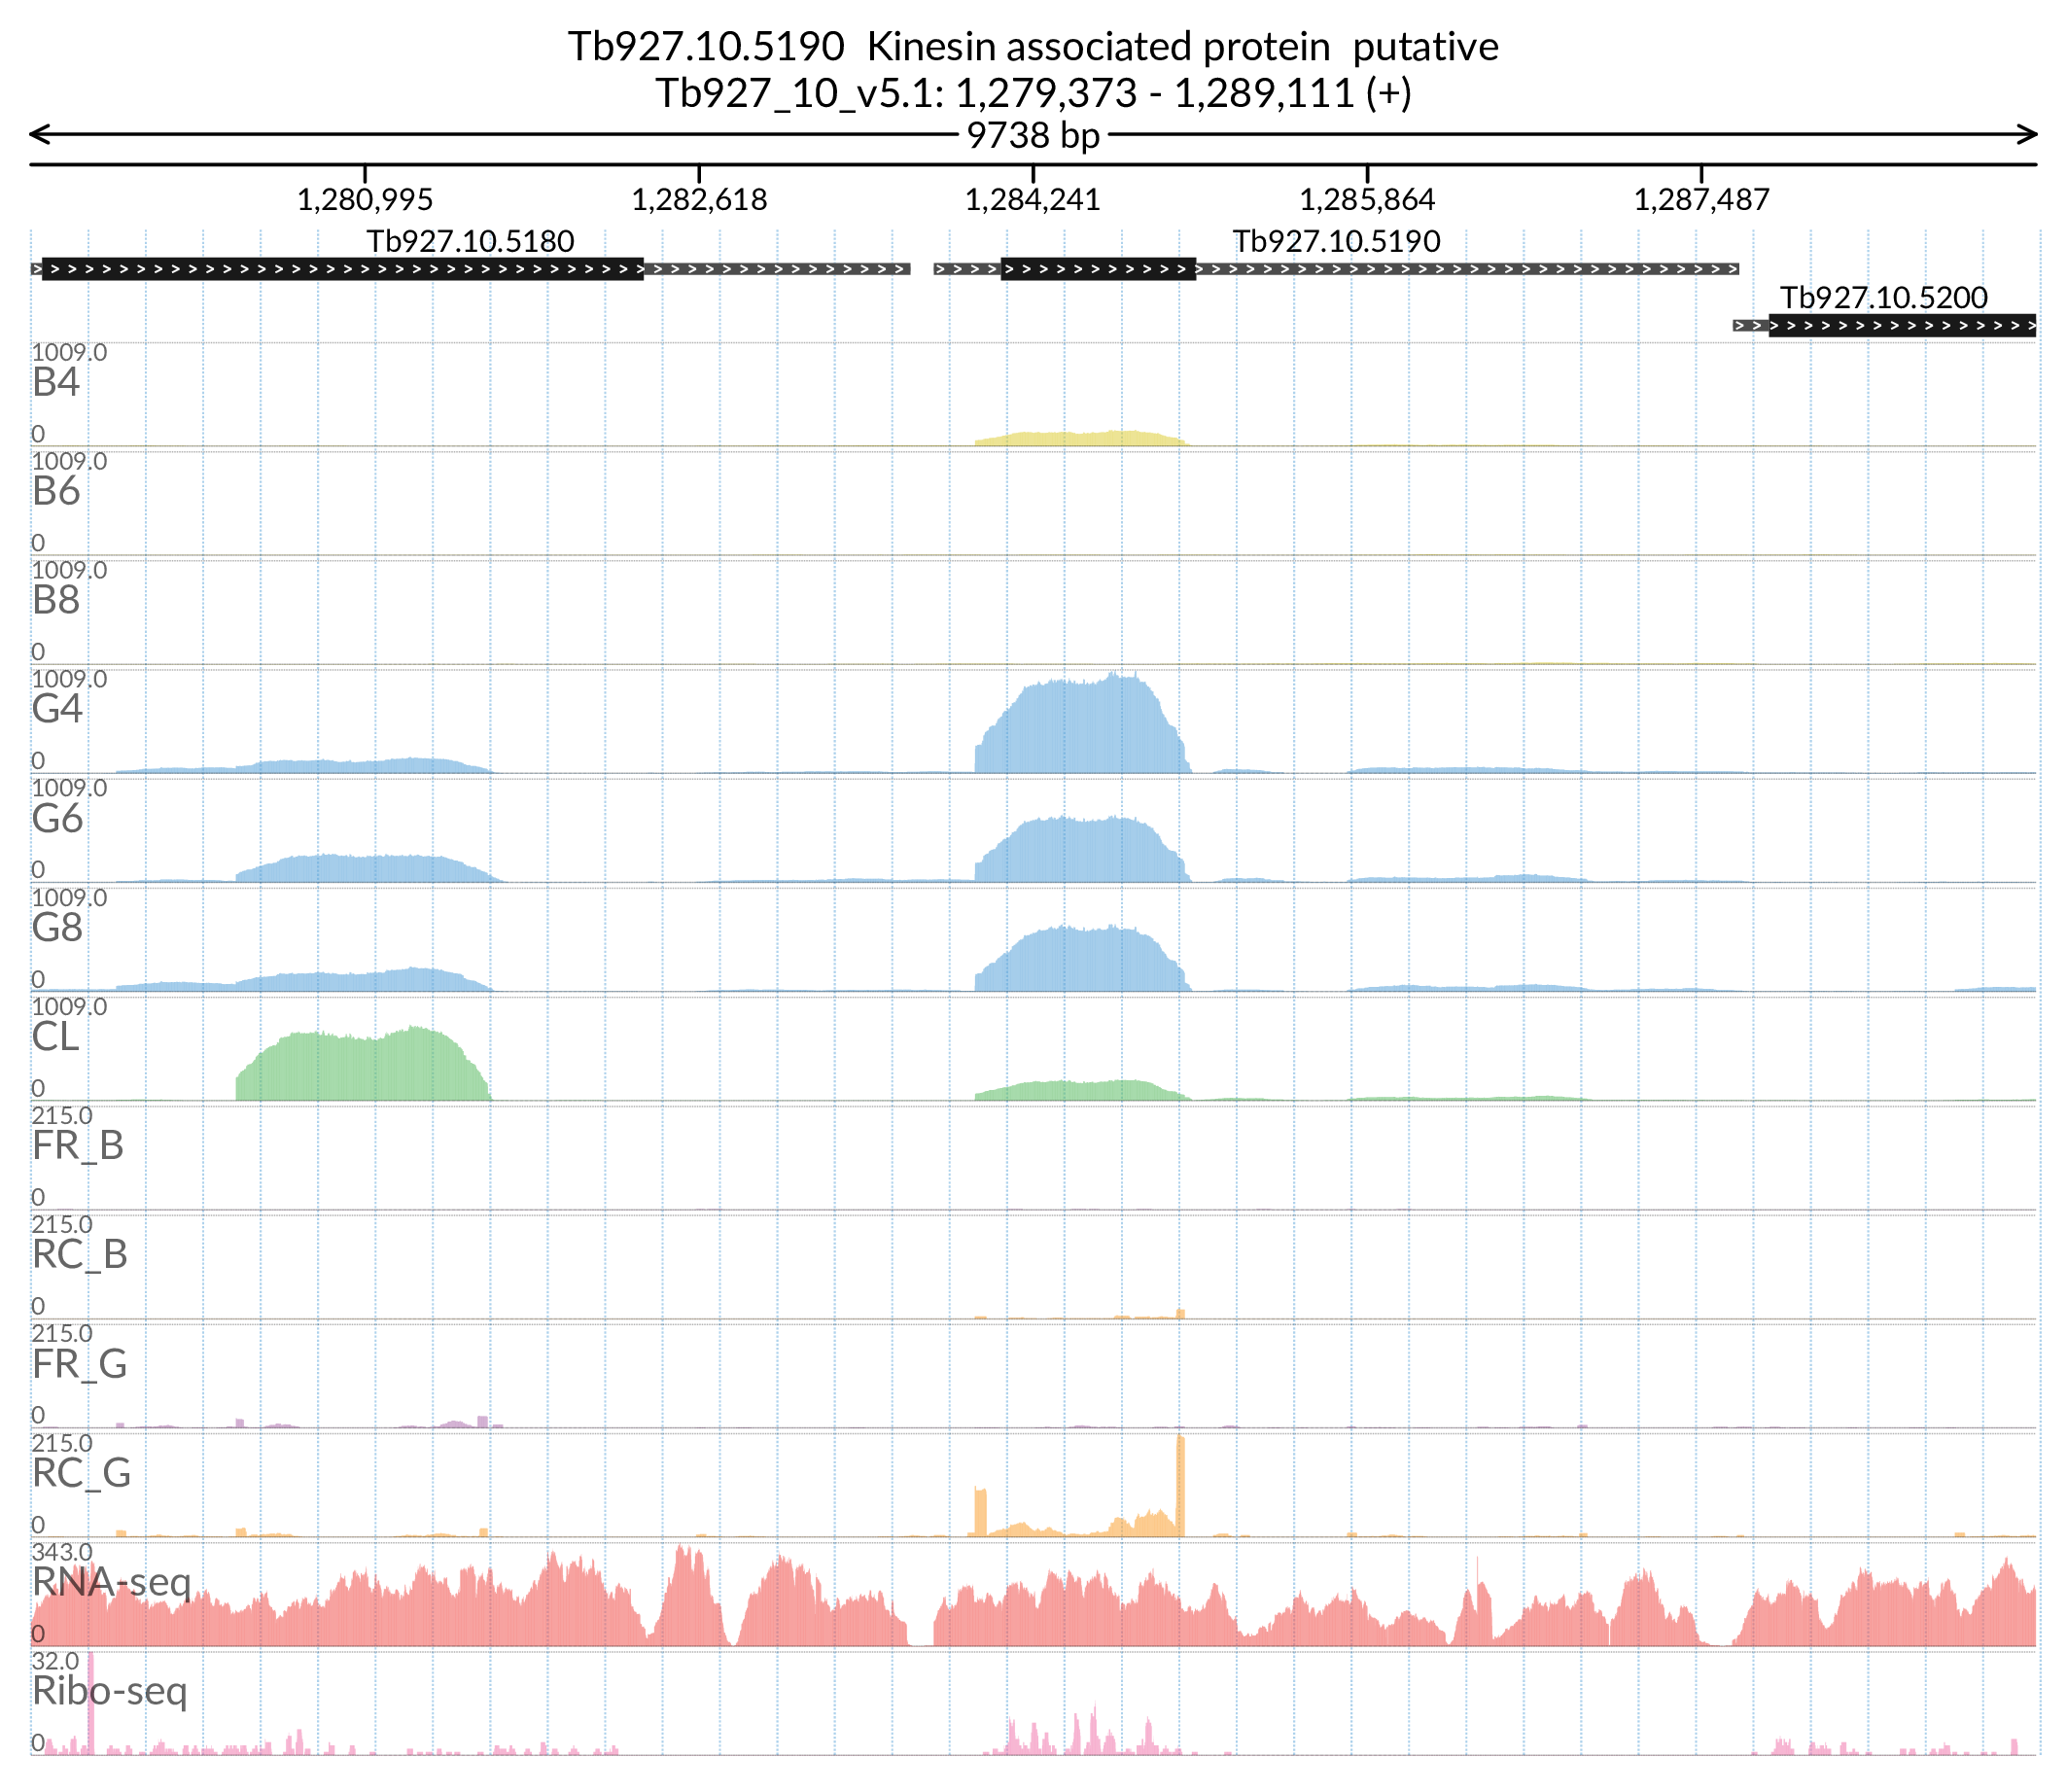 Tb927.10.5190  Kinesin associated protein  putative
Tb927_10_v5.1: 1,279,373 - 1,289,111 (+)
9738 bp
1,280,995 1,282,618 1,284,241 1,285,864 1,287,487
Tb927.10.5180 Tb927.10.5190
Tb927.10.5200
1009.0
B4
0
1009.0
B6
0
1009.0
B8
0
1009.0
G4
0
1009.0
G6
0
1009.0
G8
0
1009.0
CL
0
215.0
FR_B
0
215.0
RC_B
0
215.0
FR_G
0
215.0
RC_G
0
343.0
RNA-seq
0
32.0
Ribo-seq
0